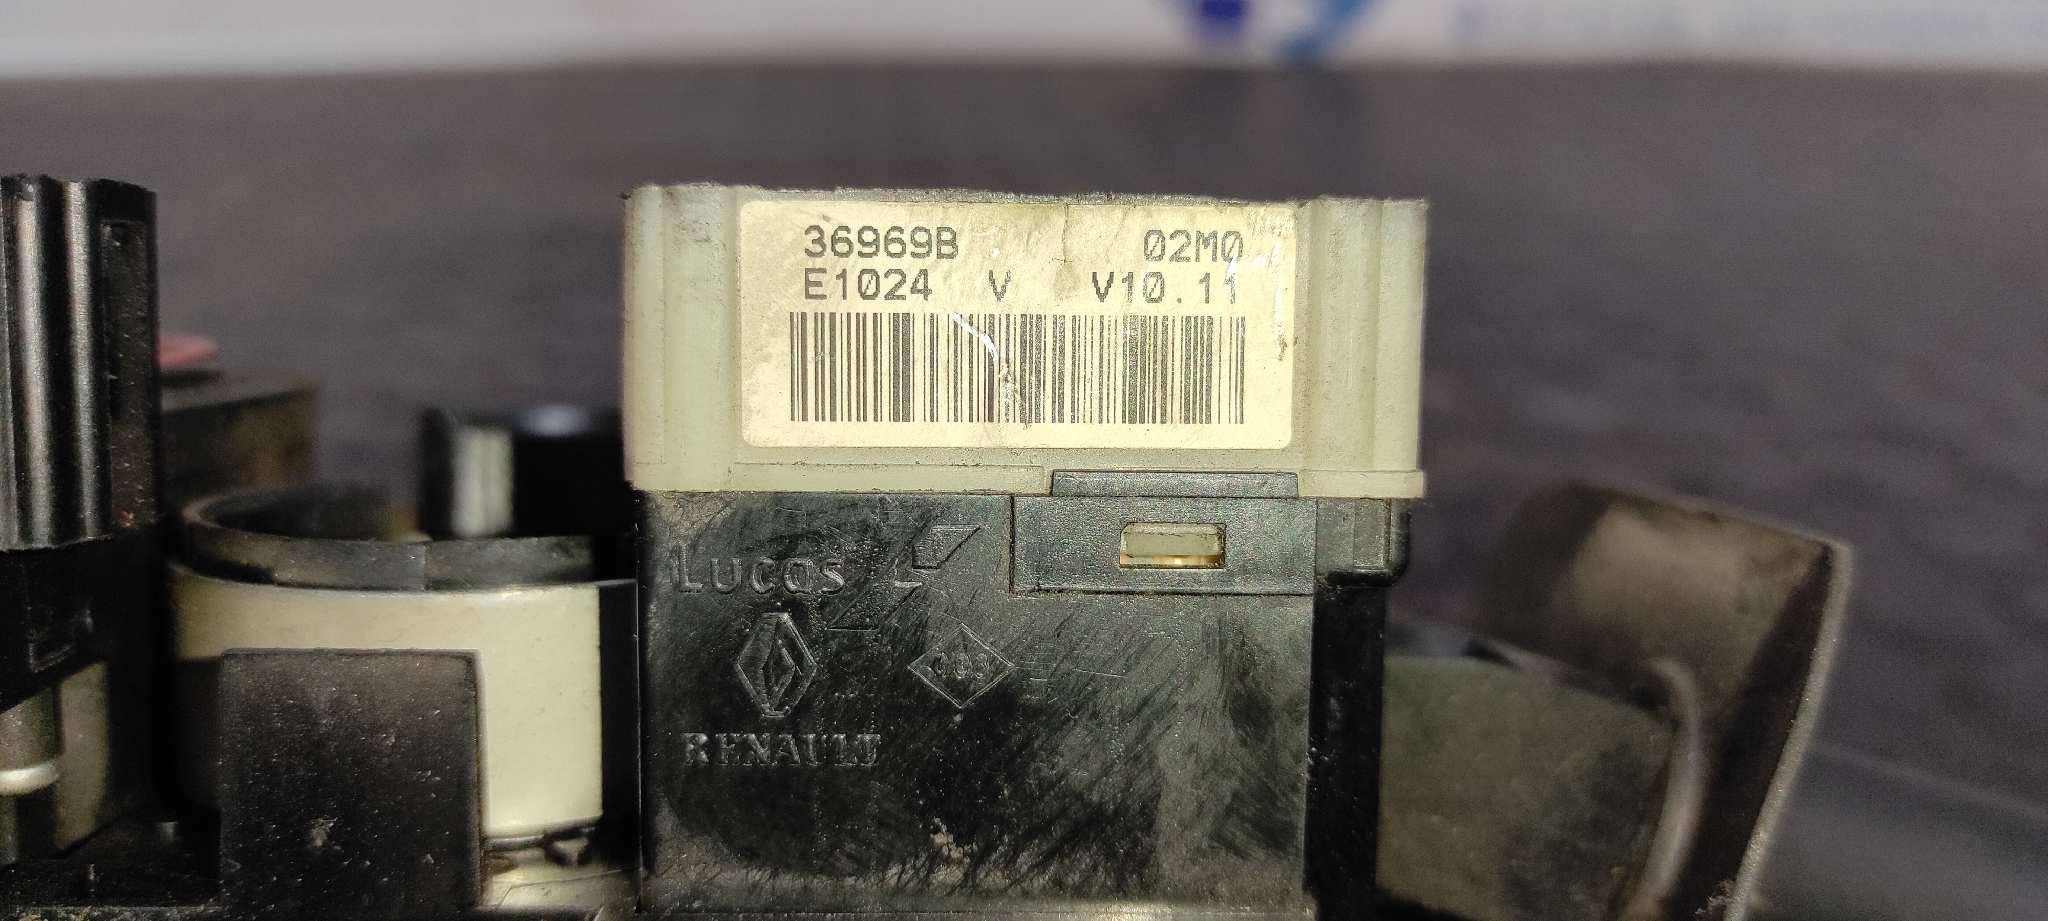 36969B 02M0
E1024 V V10.11
Lucas
RENAULT